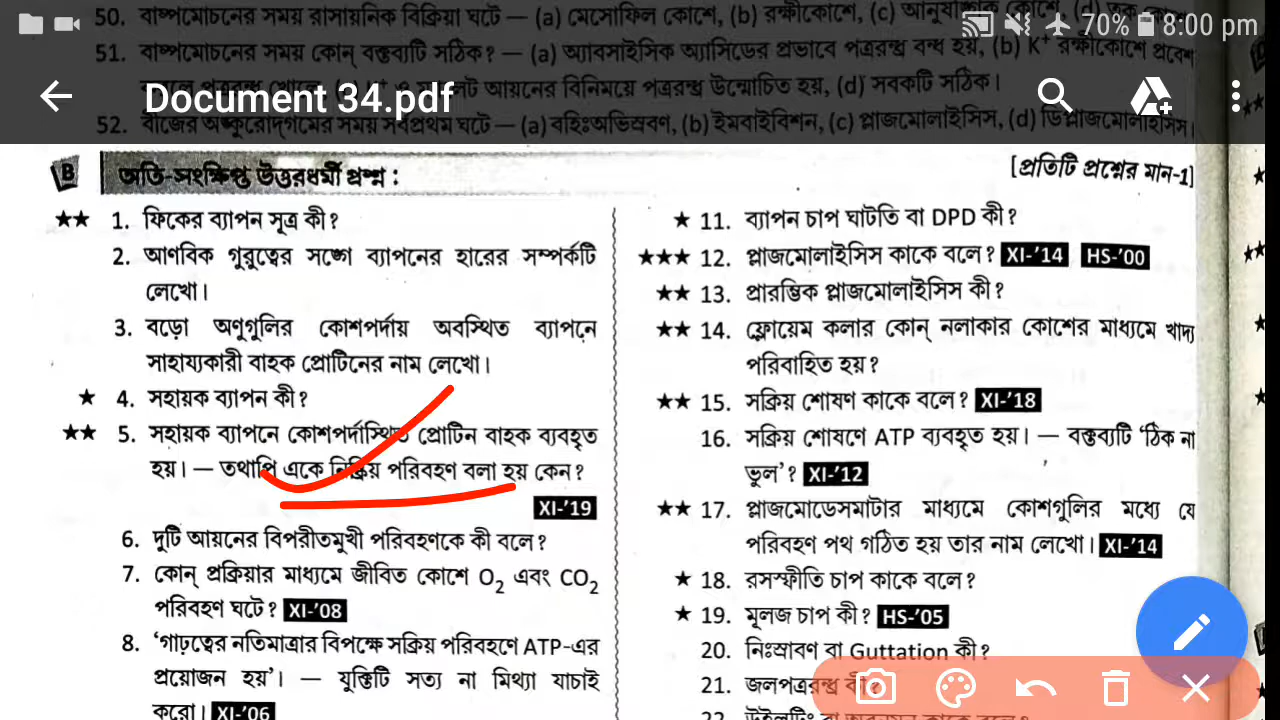 50. বাষ্পমোচনের সময় রাসায়নিক বিক্রিয়া ঘটে — (a) মেসোফিল কোশে, (b) রক্ষীকোশে, (c) আনুষঙ্গিক কোশে, (d)
70% 8:00 pm
51. বাষ্পমোচনের সময় কোন্ বক্তব্যটি সঠিক? — (a) অ্যাবসাইসিক অ্যাসিডের প্রভাবে পত্ররন্ধ্র বন্ধ হয়, (b) K⁺ রক্ষীকোশে প্রবেশ
আয়নের বিনিময়ে পত্ররন্ধ্র উন্মোচিত হয়, (d) সবকটি সঠিক।
Document 34.pdf
52. বীজের অঙ্কুরোদ্‌গমের সময় সর্বপ্রথম ঘটে — (a) বহিঃঅভিস্রবণ, (b) ইমবাইবিশন, (c) প্লাজমোলাইসিস, (d) ডিপ্লাজমোলাইসিস।
B অতি-সংক্ষিপ্ত উত্তরধর্মী প্রশ্ন : [প্রতিটি প্রশ্নের মান-1]
★★ 1. ফিকের ব্যাপন সূত্র কী?
2. আণবিক গুরুত্বের সঙ্গে ব্যাপনের হারের সম্পর্কটি
লেখো।
3. বড়ো অণুগুলির কোশপর্দায় অবস্থিত ব্যাপনে
সাহায্যকারী বাহক প্রোটিনের নাম লেখো।
★ 4. সহায়ক ব্যাপন কী?
★★ 5. সহায়ক ব্যাপনে কোশপর্দাস্থিত প্রোটিন বাহক ব্যবহৃত
হয়। — তথাপি একে নিষ্ক্রিয় পরিবহণ বলা হয় কেন?
XI-'19
6. দুটি আয়নের বিপরীতমুখী পরিবহণকে কী বলে?
7. কোন্ প্রক্রিয়ার মাধ্যমে জীবিত কোশে O₂ এবং CO₂
পরিবহণ ঘটে? XI-'08
8. 'গাঢ়ত্বের নতিমাত্রার বিপক্ষে সক্রিয় পরিবহণে ATP-এর
প্রয়োজন হয়'। — যুক্তিটি সত্য না মিথ্যা যাচাই
করো। XI-'06
★ 11. ব্যাপন চাপ ঘাটতি বা DPD কী?
★★★ 12. প্লাজমোলাইসিস কাকে বলে? XI-'14 HS-'00
★★ 13. প্রারম্ভিক প্লাজমোলাইসিস কী?
★★ 14. ফ্লোয়েম কলার কোন্ নলাকার কোশের মাধ্যমে খাদ্য
পরিবাহিত হয়?
★★ 15. সক্রিয় শোষণ কাকে বলে? XI-'18
16. সক্রিয় শোষণে ATP ব্যবহৃত হয়। — বক্তব্যটি 'ঠিক না
ভুল'? XI-'12
★★ 17. প্লাজমোডেসমাটার মাধ্যমে কোশগুলির মধ্যে যে
পরিবহণ পথ গঠিত হয় তার নাম লেখো। XI-'14
★ 18. রসস্ফীতি চাপ কাকে বলে?
★ 19. মূলজ চাপ কী? HS-'05
20. নিঃস্রাবণ বা Guttation কী?
21. জলপত্ররন্ধ্র কী?
22.